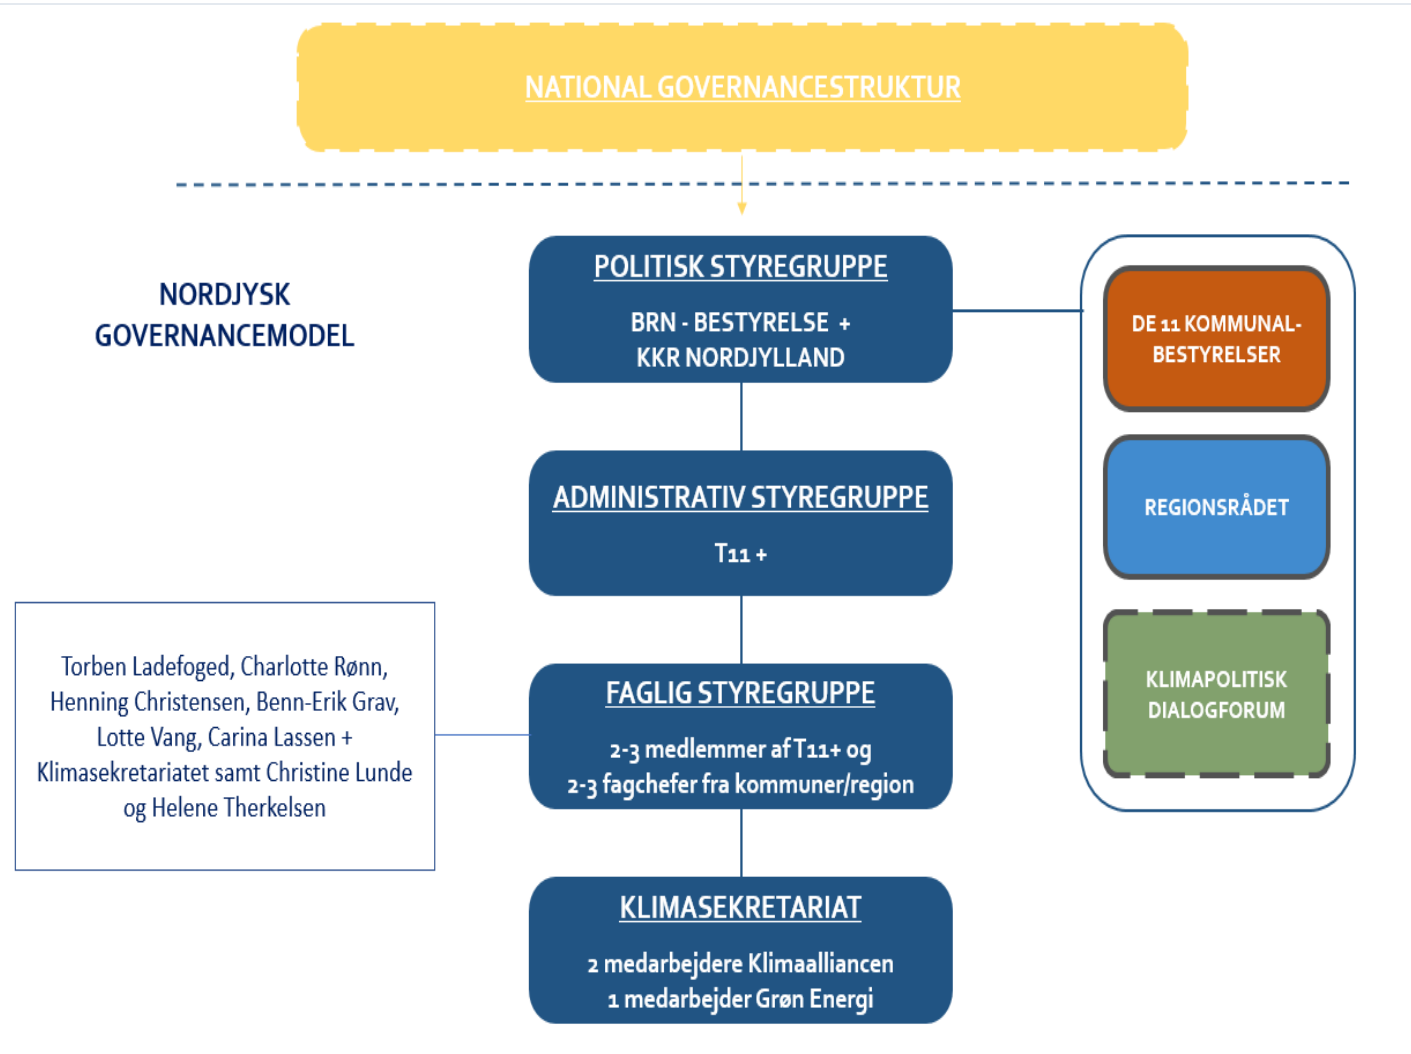 NATIONAL GOVERNANCESTRUKTUR
NORDJYSK
GOVERNANCEMODEL
POLITISK STYREGRUPPE
BRN - BESTYRELSE +
KKR NORDJYLLAND
DE 11 KOMMUNAL-
BESTYRELSER
REGIONSRÅDET
KLIMAPOLITISK
DIALOGFORUM
ADMINISTRATIV STYREGRUPPE
T11 +
Torben Ladefoged, Charlotte Rønn,
Henning Christensen, Benn-Erik Grav,
Lotte Vang, Carina Lassen +
Klimasekretariatet samt Christine Lunde
og Helene Therkelsen
FAGLIG STYREGRUPPE
2-3 medlemmer af T11+ og
2-3 fagchefer fra kommuner/region
KLIMASEKRETARIAT
2 medarbejdere Klimaalliancen
1 medarbejder Grøn Energi